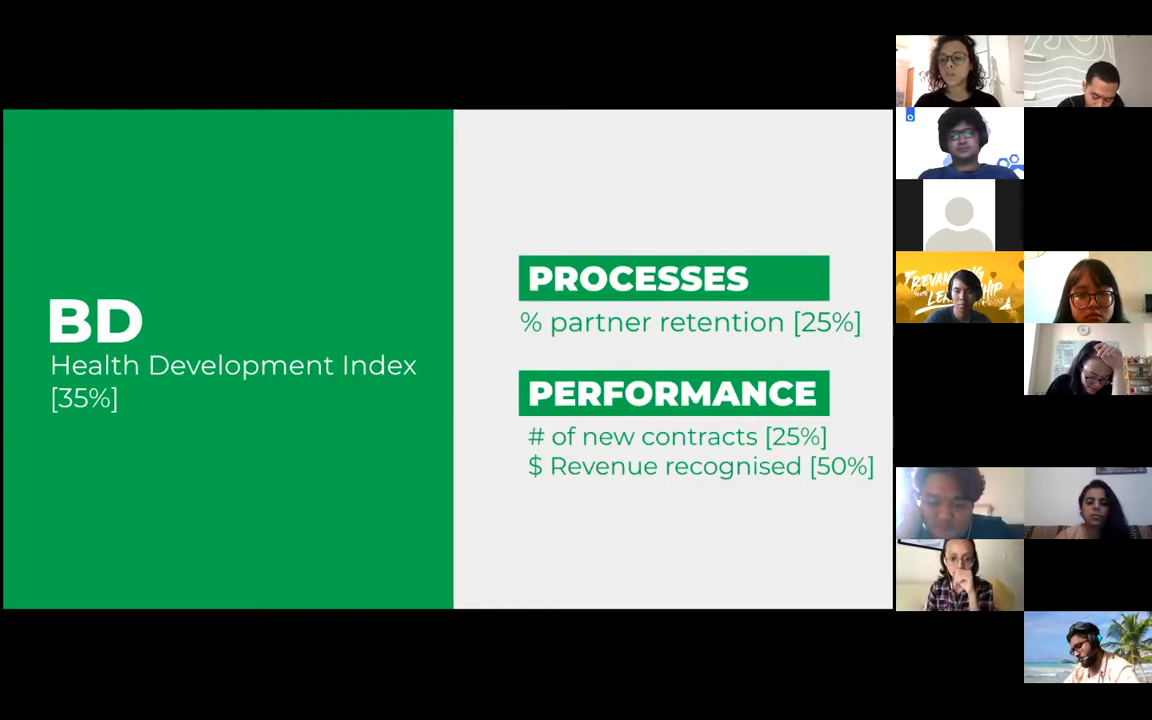 BD
Health Development Index
[35%]
PROCESSES
% partner retention [25%]
PERFORMANCE
# of new contracts [25%]
$ Revenue recognised [50%]